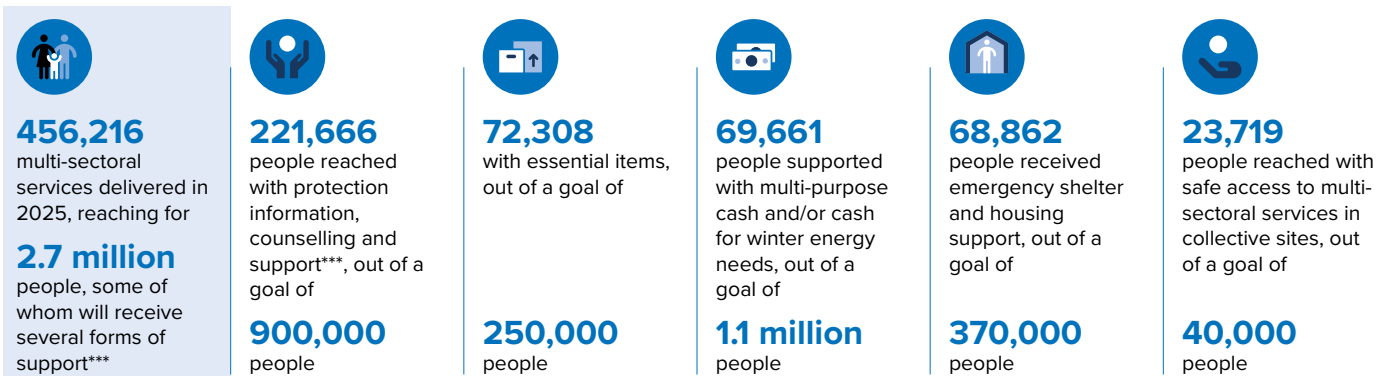 456,216
multi-sectoral
services delivered in
2025, reaching for
2.7 million
people, some of
whom will receive
several forms of
support***
221,666
people reached
with protection
information,
counselling and
support***, out of a
goal of
900,000
people
72,308
with essential items,
out of a goal of
250,000
people
69,661
people supported
with multi-purpose
cash and/or cash
for winter energy
needs, out of a
goal of
1.1 million
people
68,862
people received
emergency shelter
and housing
support, out of a
goal of
370,000
people
23,719
people reached with
safe access to multi-
sectoral services in
collective sites, out
of a goal of
40,000
people